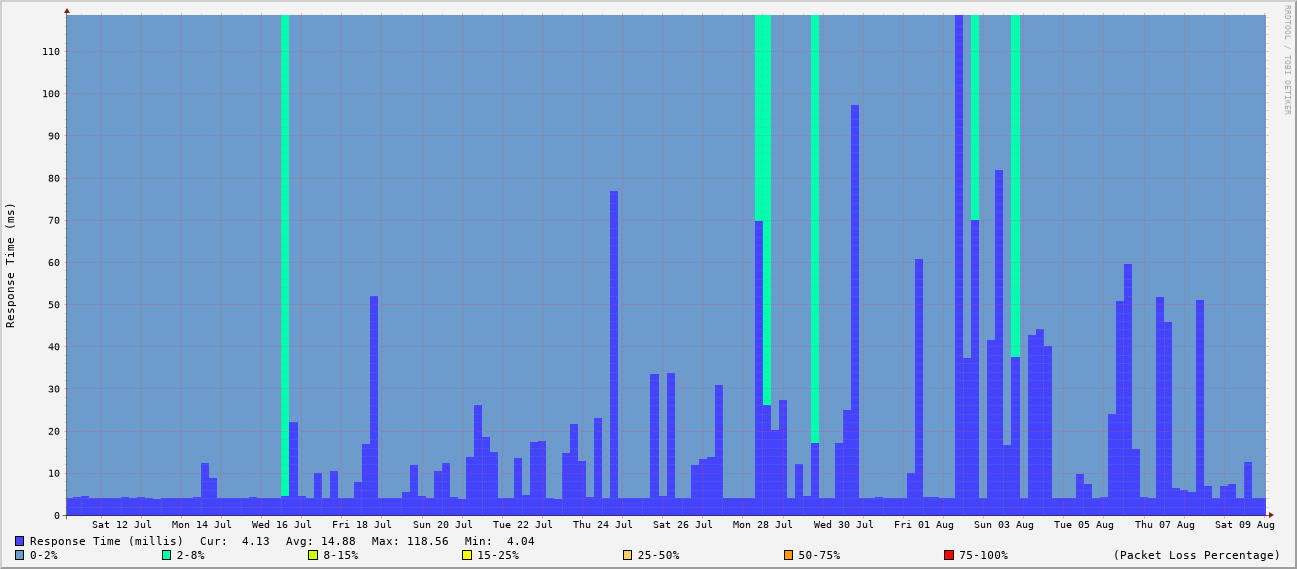 RRDTOOL / TOBI OETIKER
Response Time (ms)
110
100
90
80
70
60
50
40
30
20
10
0
Sat 12 Jul Mon 14 Jul Wed 16 Jul Fri 18 Jul Sun 20 Jul Tue 22 Jul Thu 24 Jul Sat 26 Jul Mon 28 Jul Wed 30 Jul Fri 01 Aug Sun 03 Aug Tue 05 Aug Thu 07 Aug Sat 09 Aug
Response Time (millis) Cur: 4.13 Avg: 14.88 Max: 118.56 Min: 4.04
0-2% 2-8% 8-15% 15-25% 25-50% 50-75% 75-100% (Packet Loss Percentage)